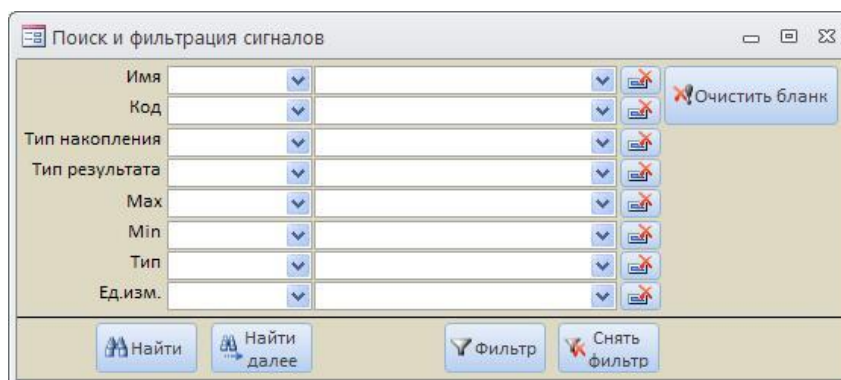 Поиск и фильтрация сигналов
Имя
Очистить бланк
Код
Тип накопления
Тип результата
Max
Min
Тип
Ед.изм.
Найти
Найти
далее
Фильтр
Снять
фильтр